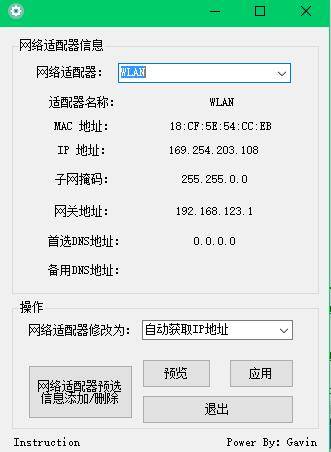 网络适配器信息
网络适配器: WLAN
适配器名称: WLAN
MAC 地址: 18:CF:5E:54:CC:EB
IP 地址: 169.254.203.108
子网掩码: 255.255.0.0
网关地址: 192.168.123.1
首选DNS地址: 0.0.0.0
备用DNS地址:
操作
网络适配器修改为: 自动获取IP地址
网络适配器预选
信息添加/删除
预览 应用
退出
Instruction Power By: Gavin